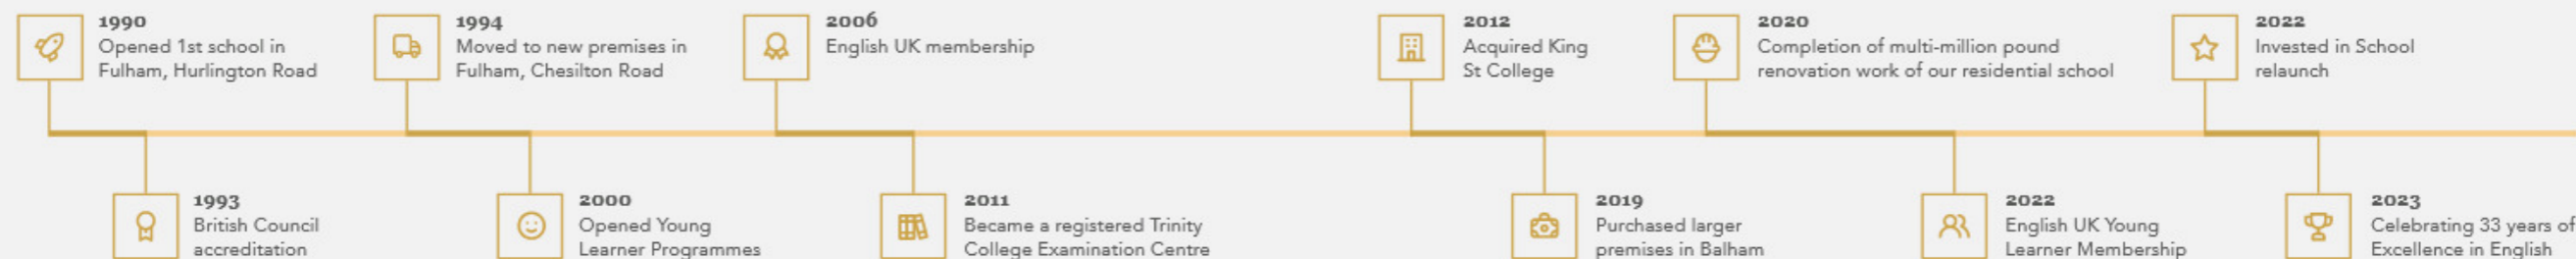 1990
Opened 1st school in
Fulham, Hurlington Road
1993
British Council
accreditation
1994
Moved to new premises in
Fulham, Chesilton Road
2000
Opened Young
Learner Programmes
2006
English UK membership
2011
Became a registered Trinity
College Examination Centre
2012
Acquired King
St College
2019
Purchased larger
premises in Balham
2020
Completion of multi-million pound
renovation work of our residential school
2022
English UK Young
Learner Membership
2022
Invested in School
relaunch
2023
Celebrating 33 years of
Excellence in English